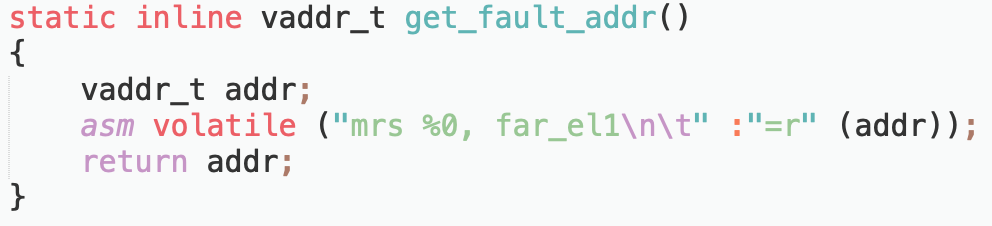 static inline vaddr_t get_fault_addr()
{
    vaddr_t addr;
    asm volatile ("mrs %0, far_el1\n\t" :"=r" (addr));
    return addr;
}